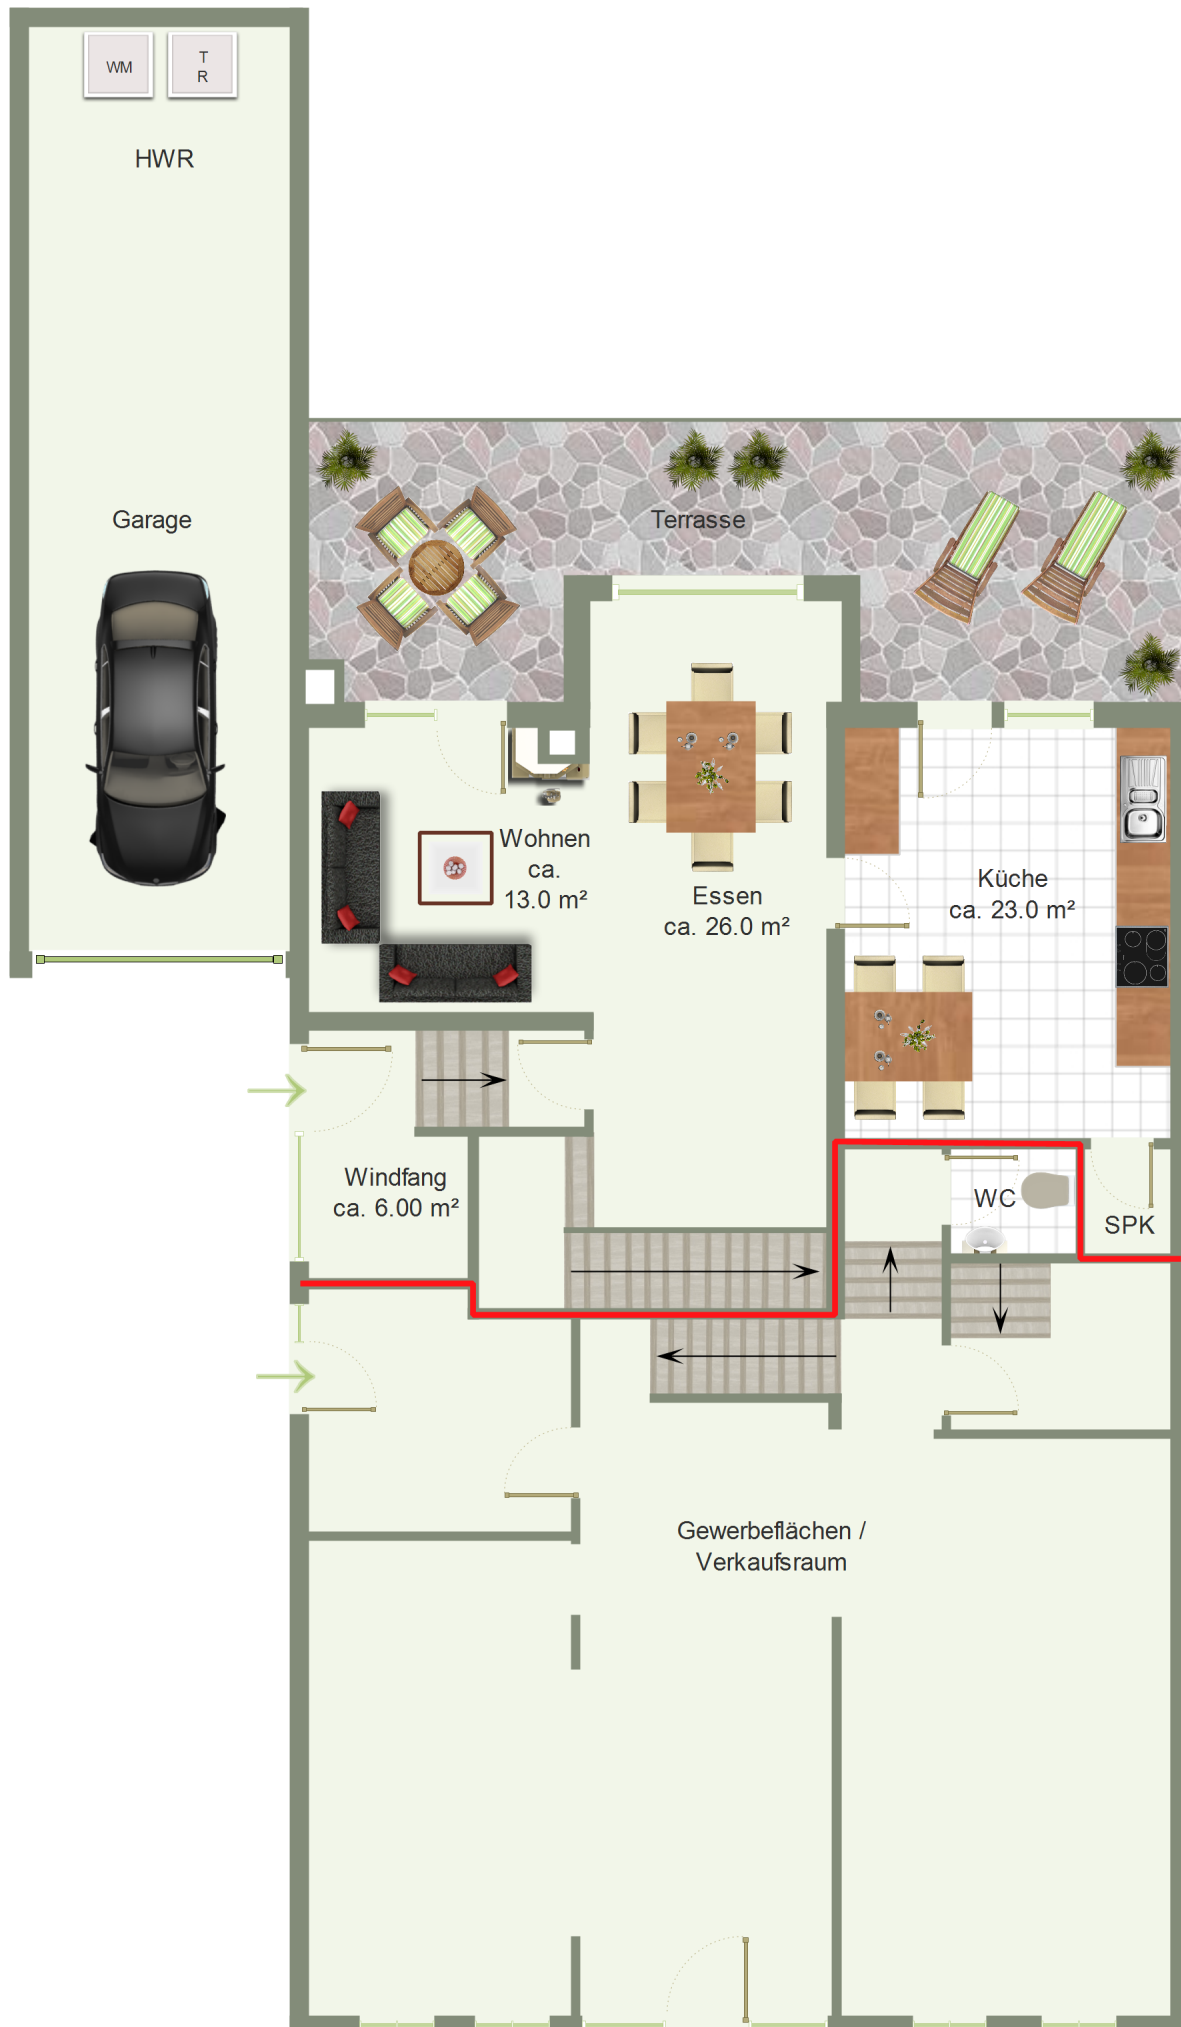 WM
T
R
HWR
Garage
Terrasse
Wohnen
ca.
13.0 m²
Essen
ca. 26.0 m²
Küche
ca. 23.0 m²
Windfang
ca. 6.00 m²
WC
SPK
Gewerbeflächen /
Verkaufsraum